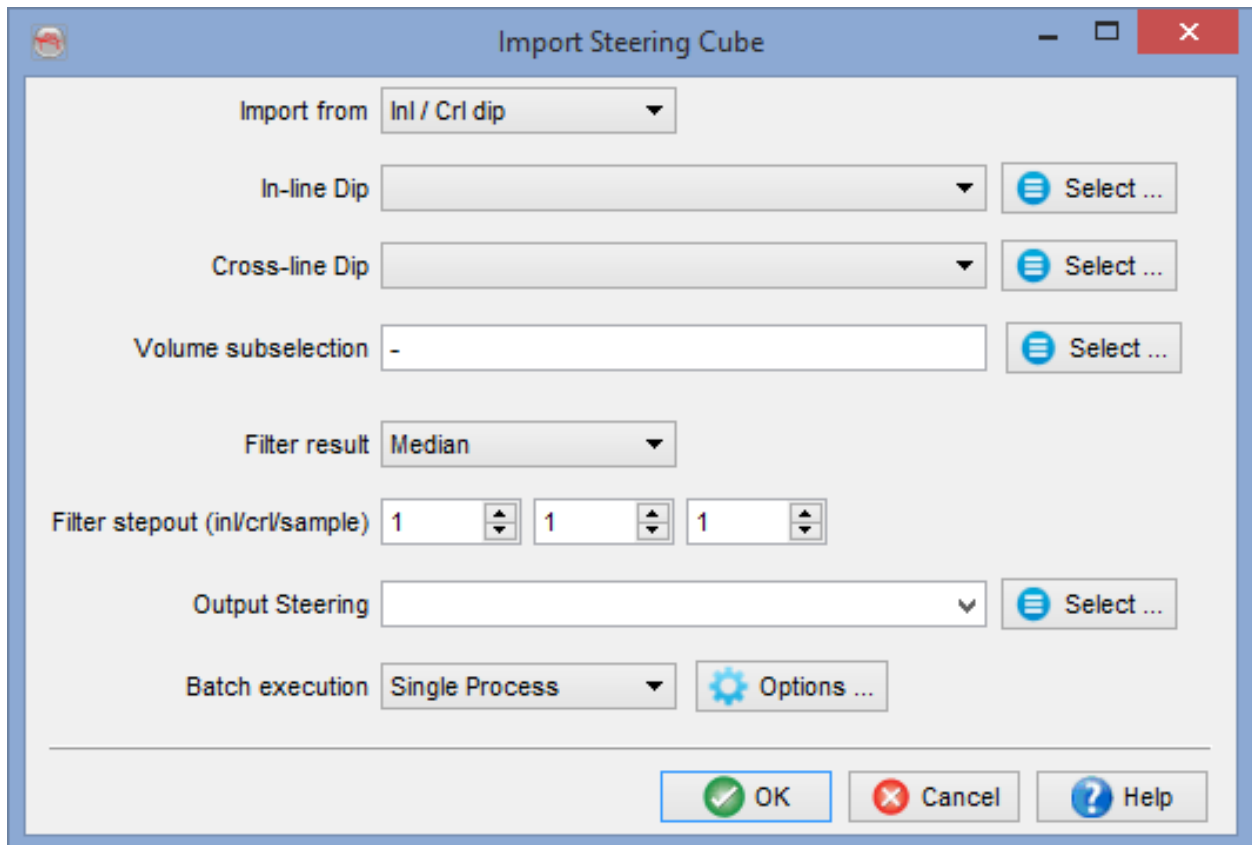 Import Steering Cube
Import from Inl / Crl dip
In-line Dip Select ...
Cross-line Dip Select ...
Volume subselection - Select ...
Filter result Median
Filter stepout (inl/crl/sample) 1 1 1
Output Steering Select ...
Batch execution Single Process Options ...
OK Cancel Help